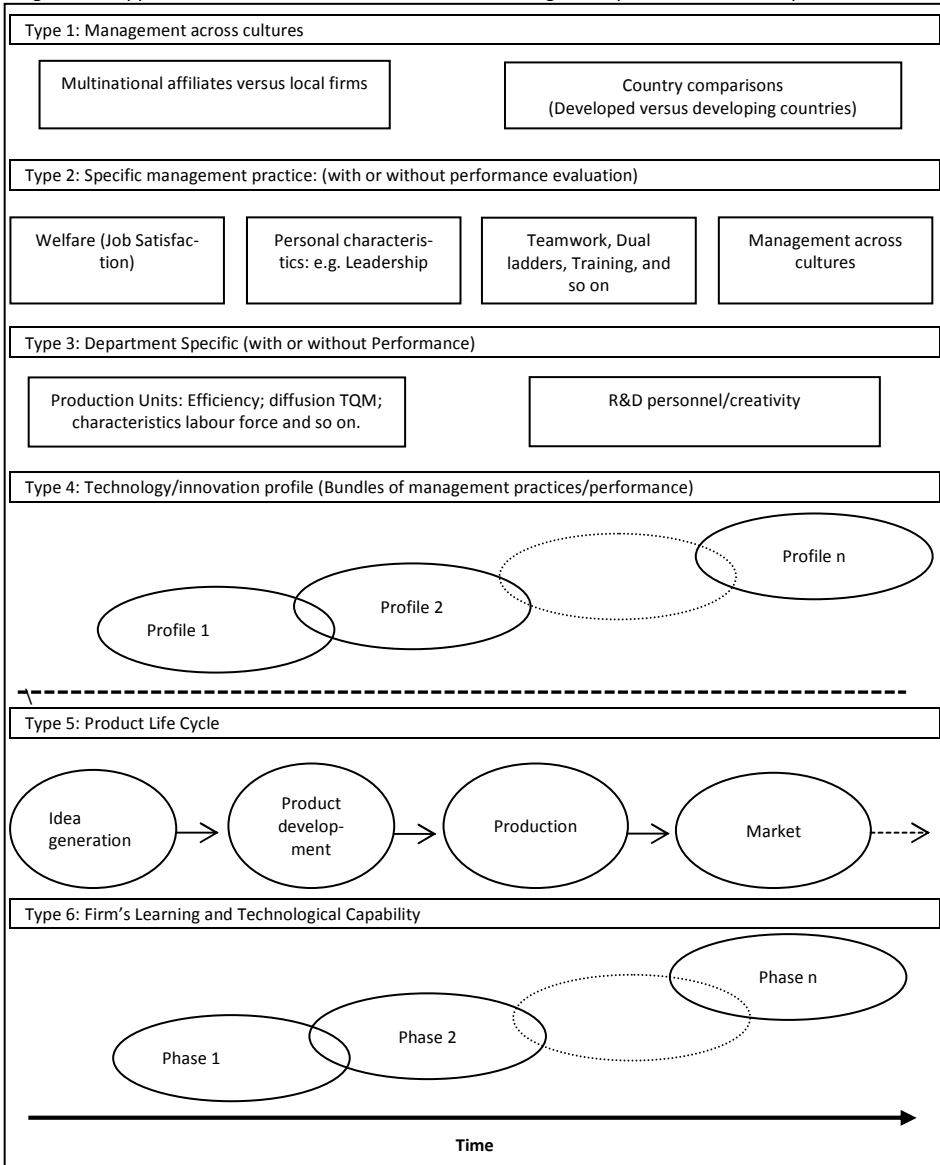 Type 1: Management across cultures
Multinational affiliates versus local firms
Country comparisons
(Developed versus developing countries)
Type 2: Specific management practice: (with or without performance evaluation)
Welfare (Job Satisfac-
tion)
Personal characteris-
tics: e.g. Leadership
Teamwork, Dual
ladders, Training, and
so on
Management across
cultures
Type 3: Department Specific (with or without Performance)
Production Units: Efficiency; diffusion TQM;
characteristics labour force and so on.
R&D personnel/creativity
Type 4: Technology/innovation profile (Bundles of management practices/performance)
Profile n
Profile 2
Profile 1
Type 5: Product Life Cycle
Idea
generation
Product
develop-
ment
Production
Market
Type 6: Firm's Learning and Technological Capability
Phase n
Phase 2
Phase 1
Time